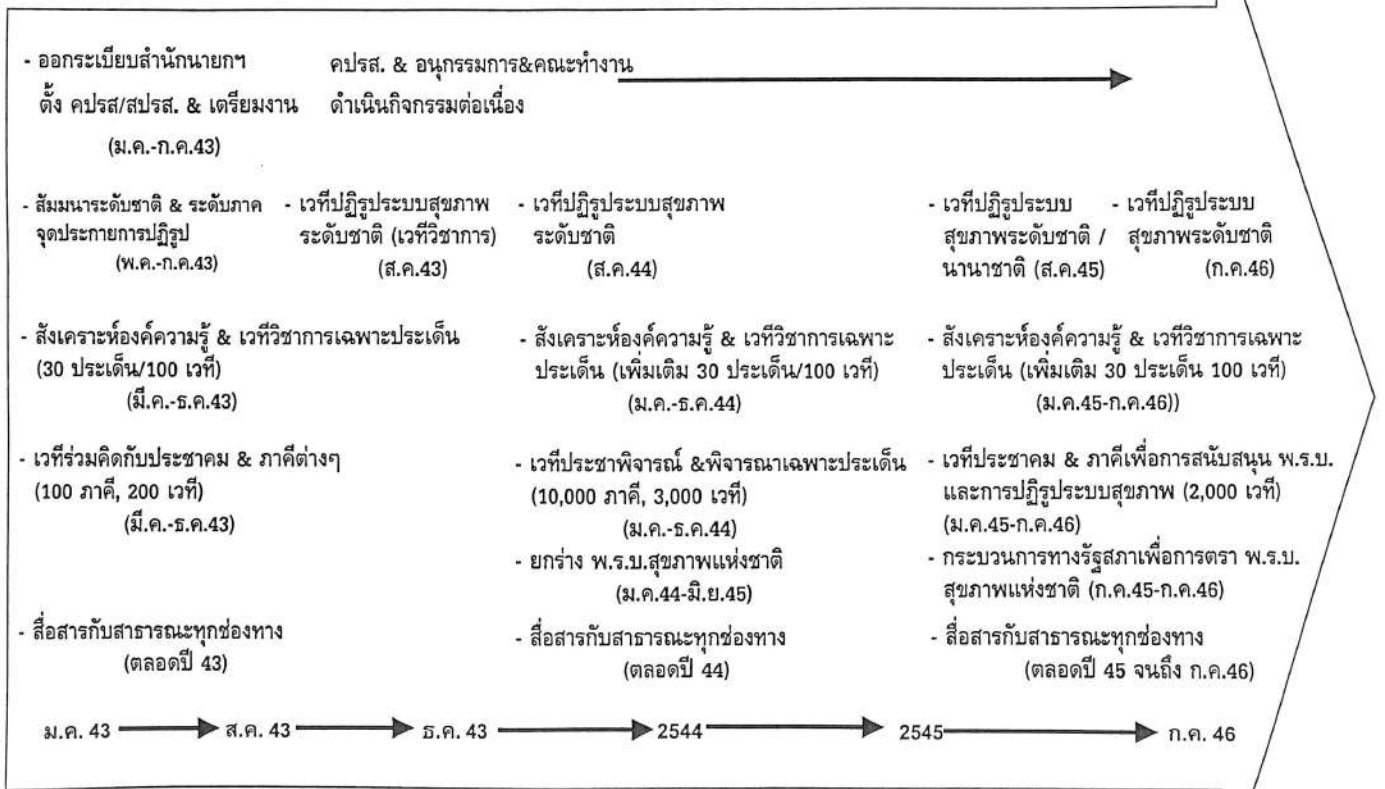 - ออกระเบียบสำนักนายกฯ
ตั้ง คปรส/สปรส. & เตรียมงาน
(ม.ค.-ก.ค.43)
คปรส. & อนุกรรมการ&คณะทำงาน
ดำเนินกิจกรรมต่อเนื่อง
- สัมมนาระดับชาติ & ระดับภาค
จุดประกายการปฏิรูป
(พ.ค.-ก.ค.43)
- เวทีปฏิรูประบบสุขภาพ
ระดับชาติ (เวทีวิชาการ)
(ส.ค.43)
- เวทีปฏิรูประบบสุขภาพ
ระดับชาติ
(ส.ค.44)
- เวทีปฏิรูประบบ
สุขภาพระดับชาติ /
นานาชาติ (ส.ค.45)
- เวทีปฏิรูประบบ
สุขภาพระดับชาติ
(ก.ค.46)
- สังเคราะห์องค์ความรู้ & เวทีวิชาการเฉพาะประเด็น
(30 ประเด็น/100 เวที)
(มี.ค.-ธ.ค.43)
- สังเคราะห์องค์ความรู้ & เวทีวิชาการเฉพาะ
ประเด็น (เพิ่มเติม 30 ประเด็น/100 เวที)
(ม.ค.-ธ.ค.44)
- สังเคราะห์องค์ความรู้ & เวทีวิชาการเฉพาะ
ประเด็น (เพิ่มเติม 30 ประเด็น 100 เวที)
(ม.ค.45-ก.ค.46))
- เวทีร่วมคิดกับประชาคม & ภาคีต่างๆ
(100 ภาคี, 200 เวที)
(มี.ค.-ธ.ค.43)
- เวทีประชาพิจารณ์ &พิจารณาเฉพาะประเด็น
(10,000 ภาคี, 3,000 เวที)
(ม.ค.-ธ.ค.44)
- ยกร่าง พ.ร.บ.สุขภาพแห่งชาติ
(ม.ค.44-มิ.ย.45)
- เวทีประชาคม & ภาคีเพื่อการสนับสนุน พ.ร.บ.
และการปฏิรูประบบสุขภาพ (2,000 เวที)
(ม.ค.45-ก.ค.46)
- กระบวนการทางรัฐสภาเพื่อการตรา พ.ร.บ.
สุขภาพแห่งชาติ (ก.ค.45-ก.ค.46)
- สื่อสารกับสาธารณะทุกช่องทาง
(ตลอดปี 43)
- สื่อสารกับสาธารณะทุกช่องทาง
(ตลอดปี 44)
- สื่อสารกับสาธารณะทุกช่องทาง
(ตลอดปี 45 จนถึง ก.ค.46)
ม.ค. 43 ส.ค. 43 ธ.ค. 43 2544 2545 ก.ค. 46